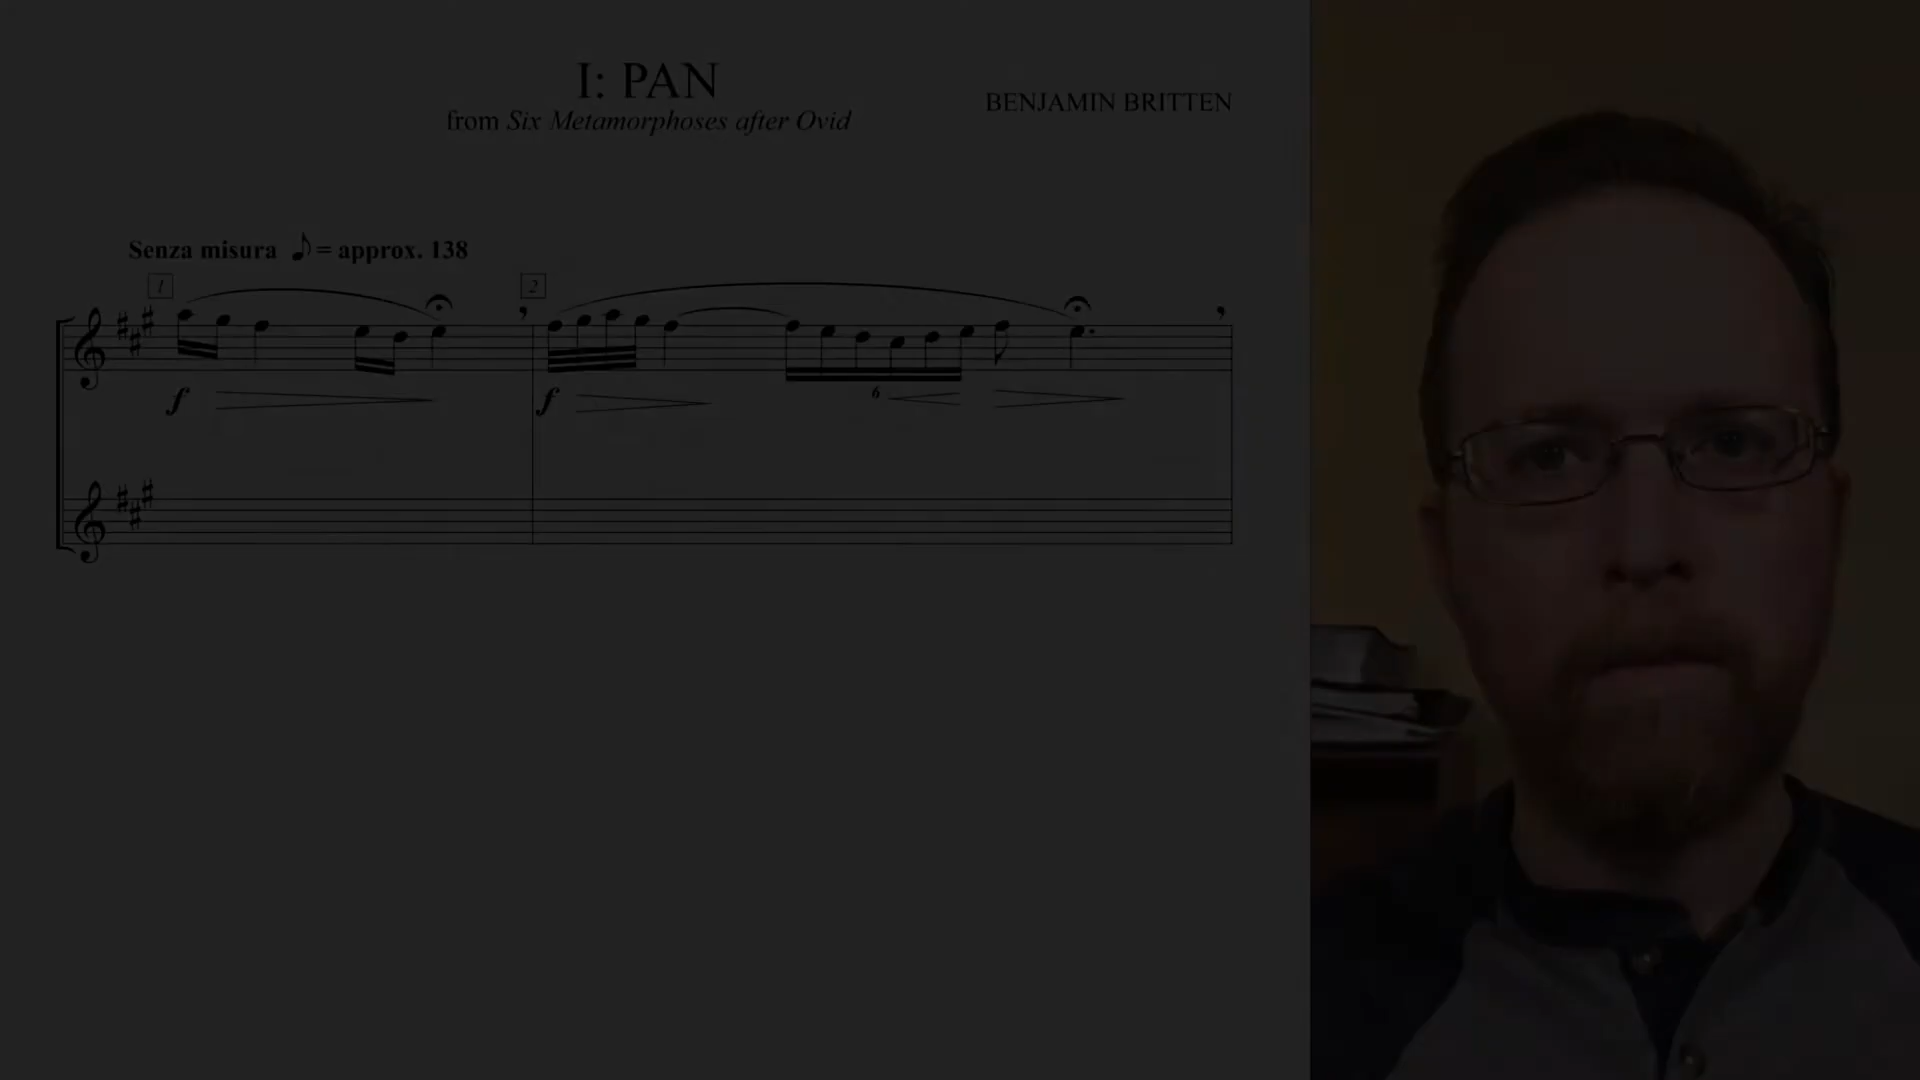 I: PAN
from Six Metamorphoses after Ovid
BENJAMIN BRITTEN
Senza misura ♪ = approx. 138
1 2
f f 6